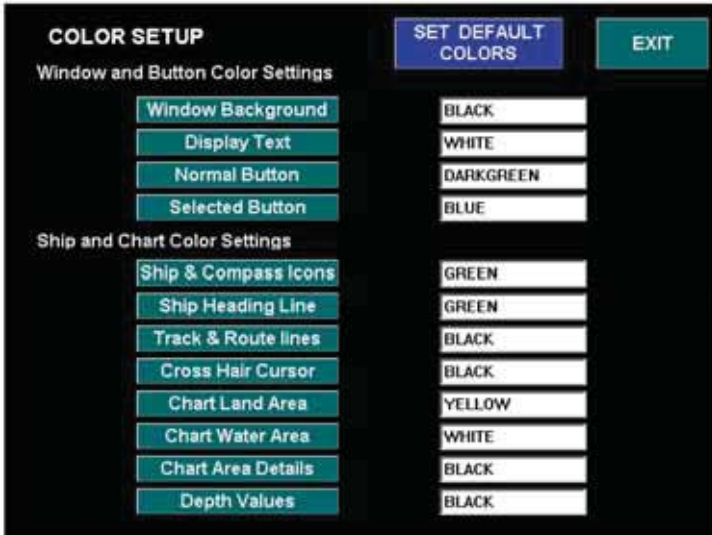 COLOR SETUP
SET DEFAULT
COLORS
EXIT
Window and Button Color Settings
Window Background BLACK
Display Text WHITE
Normal Button DARKGREEN
Selected Button BLUE
Ship and Chart Color Settings
Ship & Compass Icons GREEN
Ship Heading Line GREEN
Track & Route lines BLACK
Cross Hair Cursor BLACK
Chart Land Area YELLOW
Chart Water Area WHITE
Chart Area Details BLACK
Depth Values BLACK